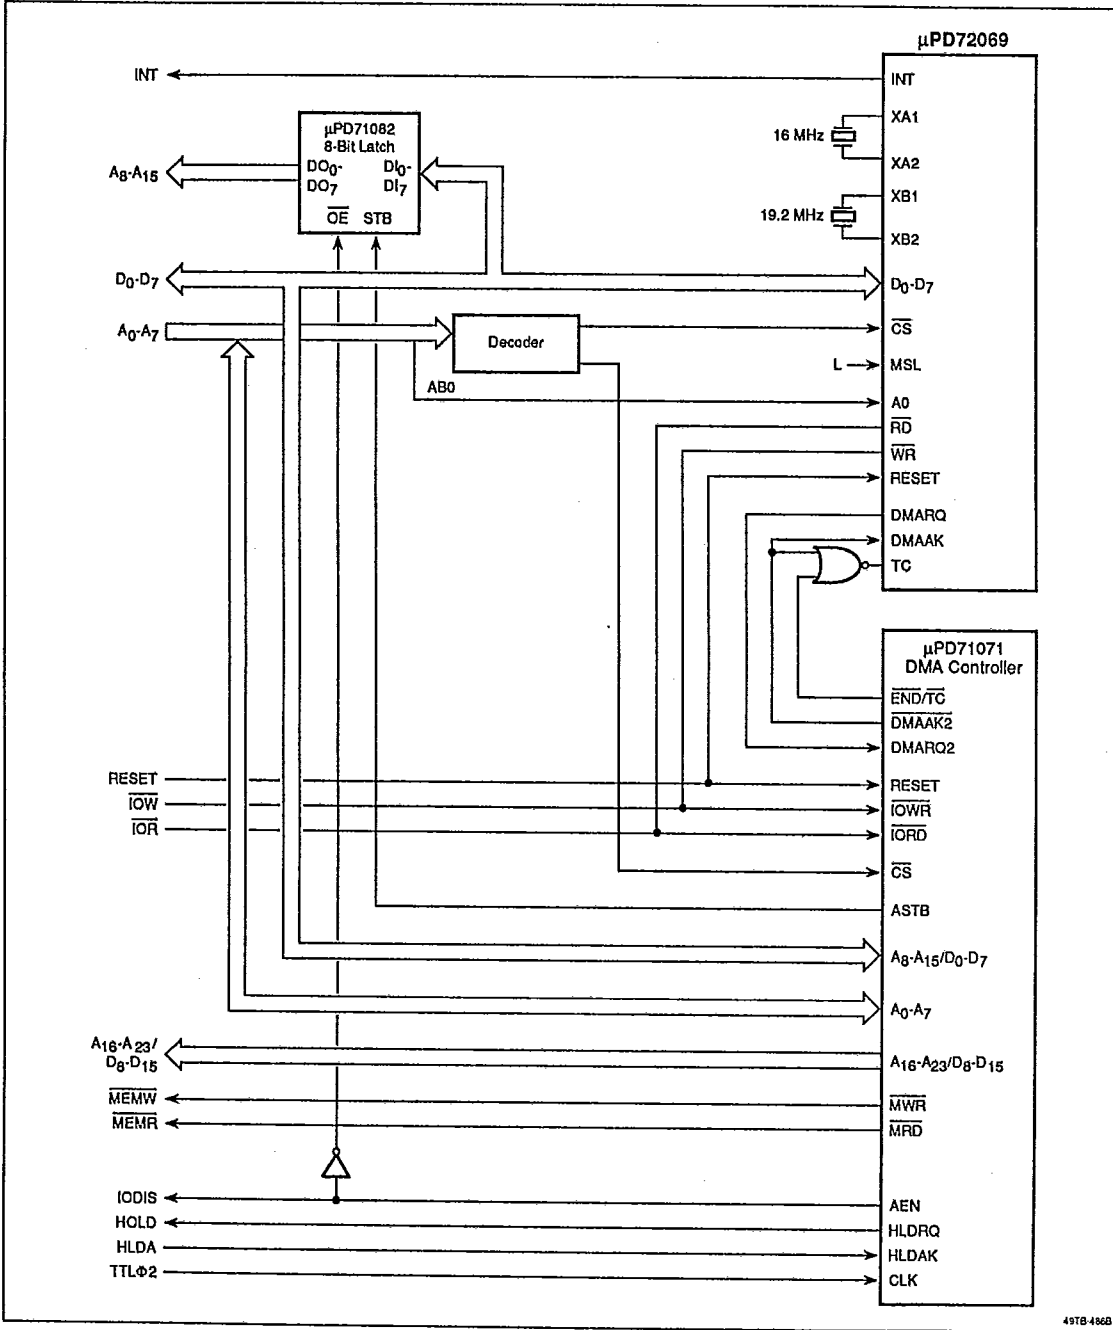 μPD72069
INT
INT
μPD71082
8-Bit Latch
DO0-
DO7
DI0-
DI7
OE
STB
A8-A15
XA1
16 MHz
XA2
XB1
19.2 MHz
XB2
D0-D7
D0-D7
A0-A7
Decoder
CS
L
MSL
AB0
A0
RD
WR
RESET
DMARQ
DMAAK
TC
μPD71071
DMA Controller
END/TC
DMAAK2
DMARQ2
RESET
RESET
IOW
IOWR
IOR
IORD
CS
ASTB
A8-A15/D0-D7
A0-A7
A16-A23/
D8-D15
A16-A23/D8-D15
MEMW
MWR
MEMR
MRD
IODIS
AEN
HOLD
HLDRQ
HLDA
HLDAK
TTLΦ2
CLK
49TB-486B